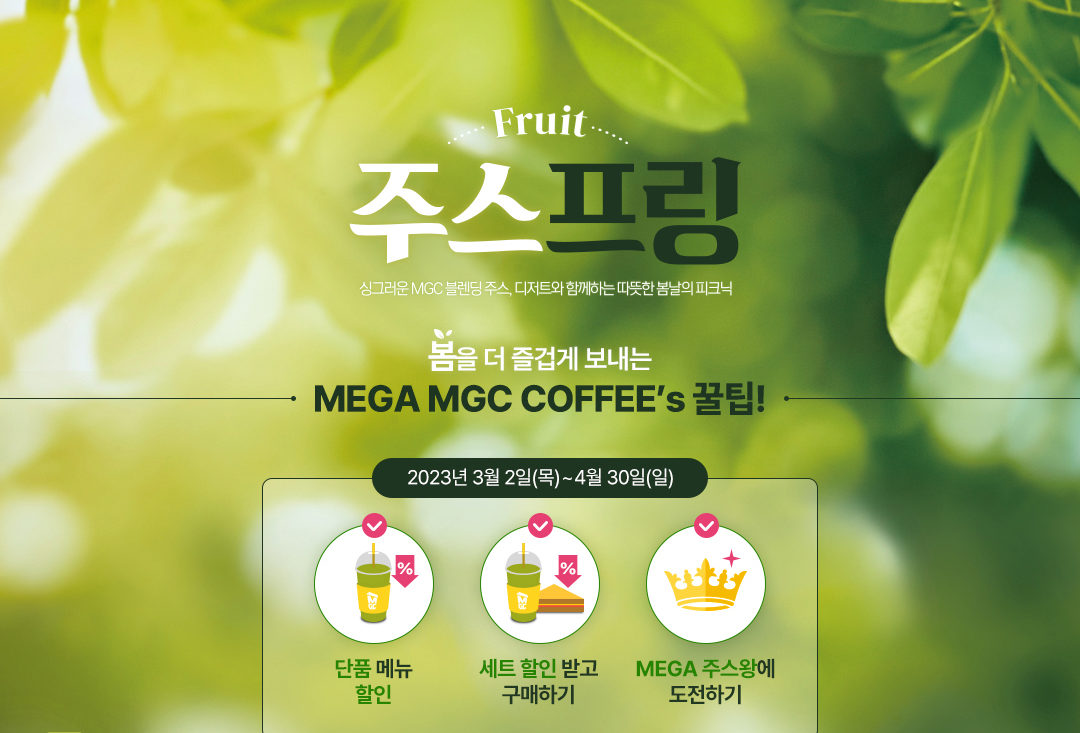 Fruit
주스프링
싱그러운 MGC 블렌딩 주스, 디저트와 함께하는 따뜻한 봄날의 피크닉
봄을 더 즐겁게 보내는
MEGA MGC COFFEE's 꿀팁!
2023년 3월 2일(목)~4월 30일(일)
% % 
단품 메뉴 할인
세트 할인 받고 구매하기
MEGA 주스왕에 도전하기